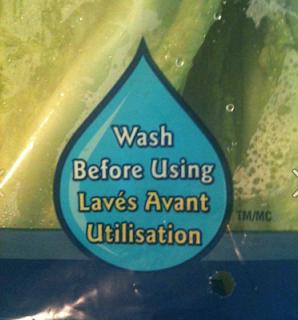 Wash
Before Using
Lavés Avant
Utilisation
TM/MC